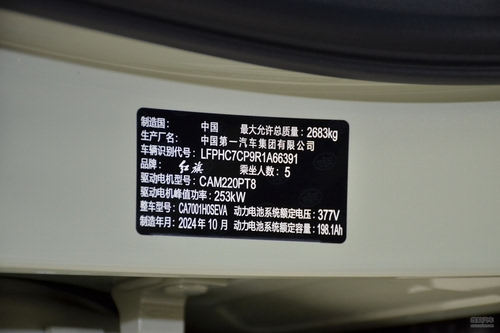 制造国： 中国 最大允许总质量：2683kg
生产厂名： 中国第一汽车集团有限公司
车辆识别代号：LFPHC7CP9R1A66391
品牌： 红旗 乘坐人数：5
驱动电机型号：CAM220PT8
驱动电机峰值功率：253kW
整车型号：CA7001H0SEVA 动力电池系统额定电压：377V
制造年月：2024年10月 动力电池系统额定容量：198.1Ah